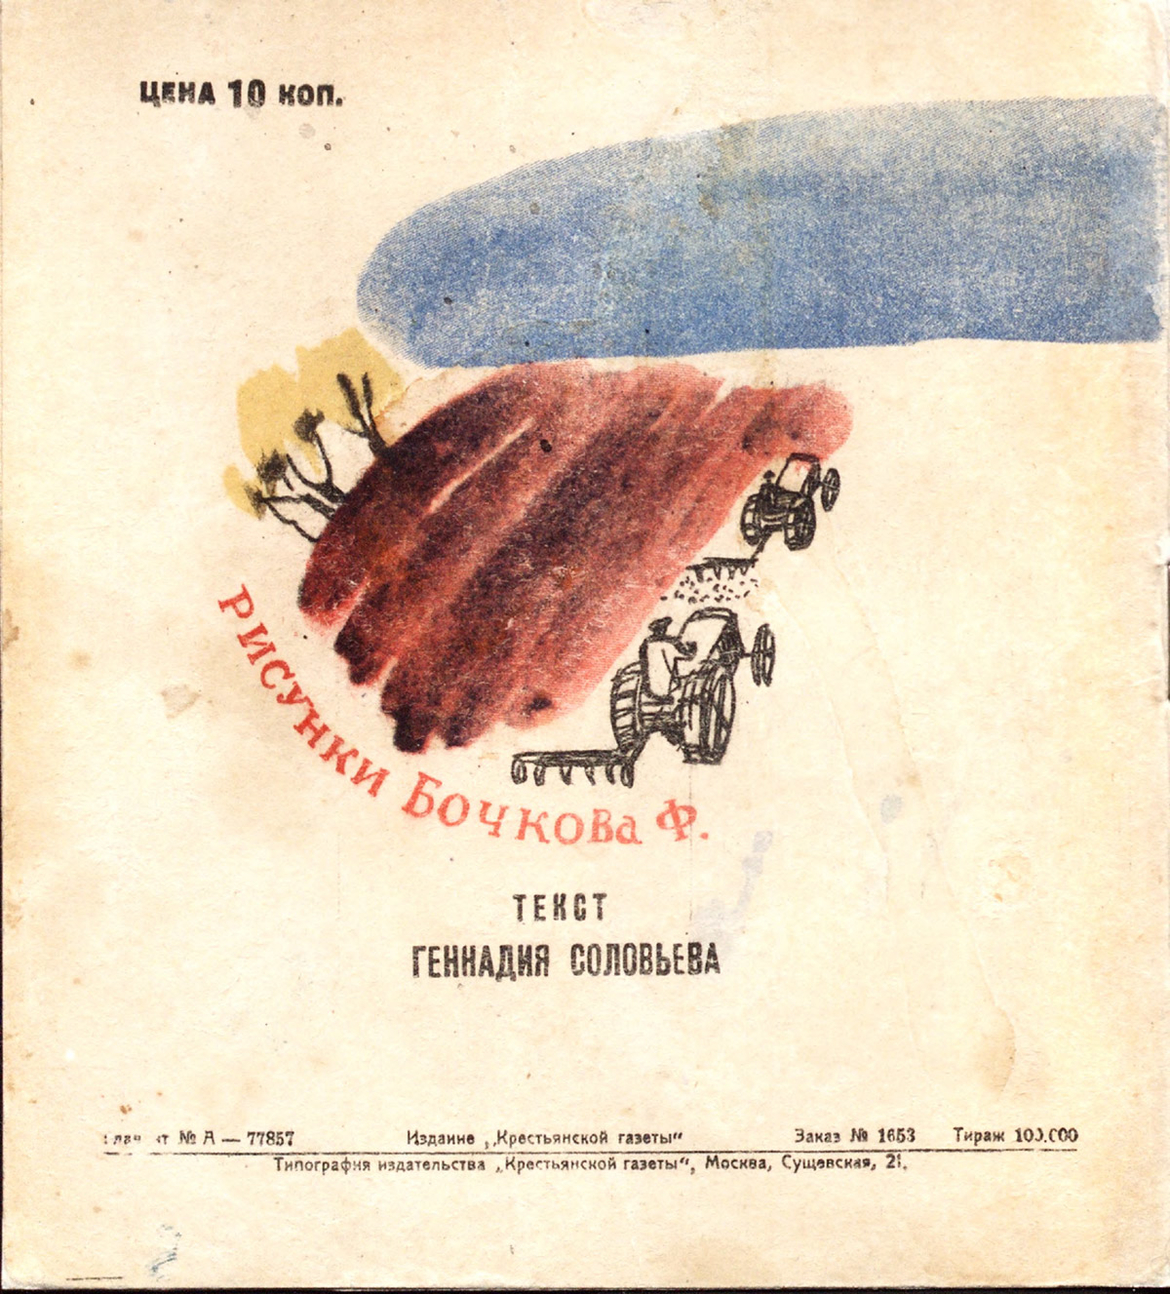 ЦЕНА 10 КОП.
РИСУНКИ БОЧКОВа Ф.
ТЕКСТ
ГЕННАДИЯ СОЛОВЬЕВА
№ А — 77857 Издание „Крестьянской газеты“ Заказ № 1653 Тираж 100.000
Типография издательства „Крестьянской газеты“, Москва, Сущевская, 21.